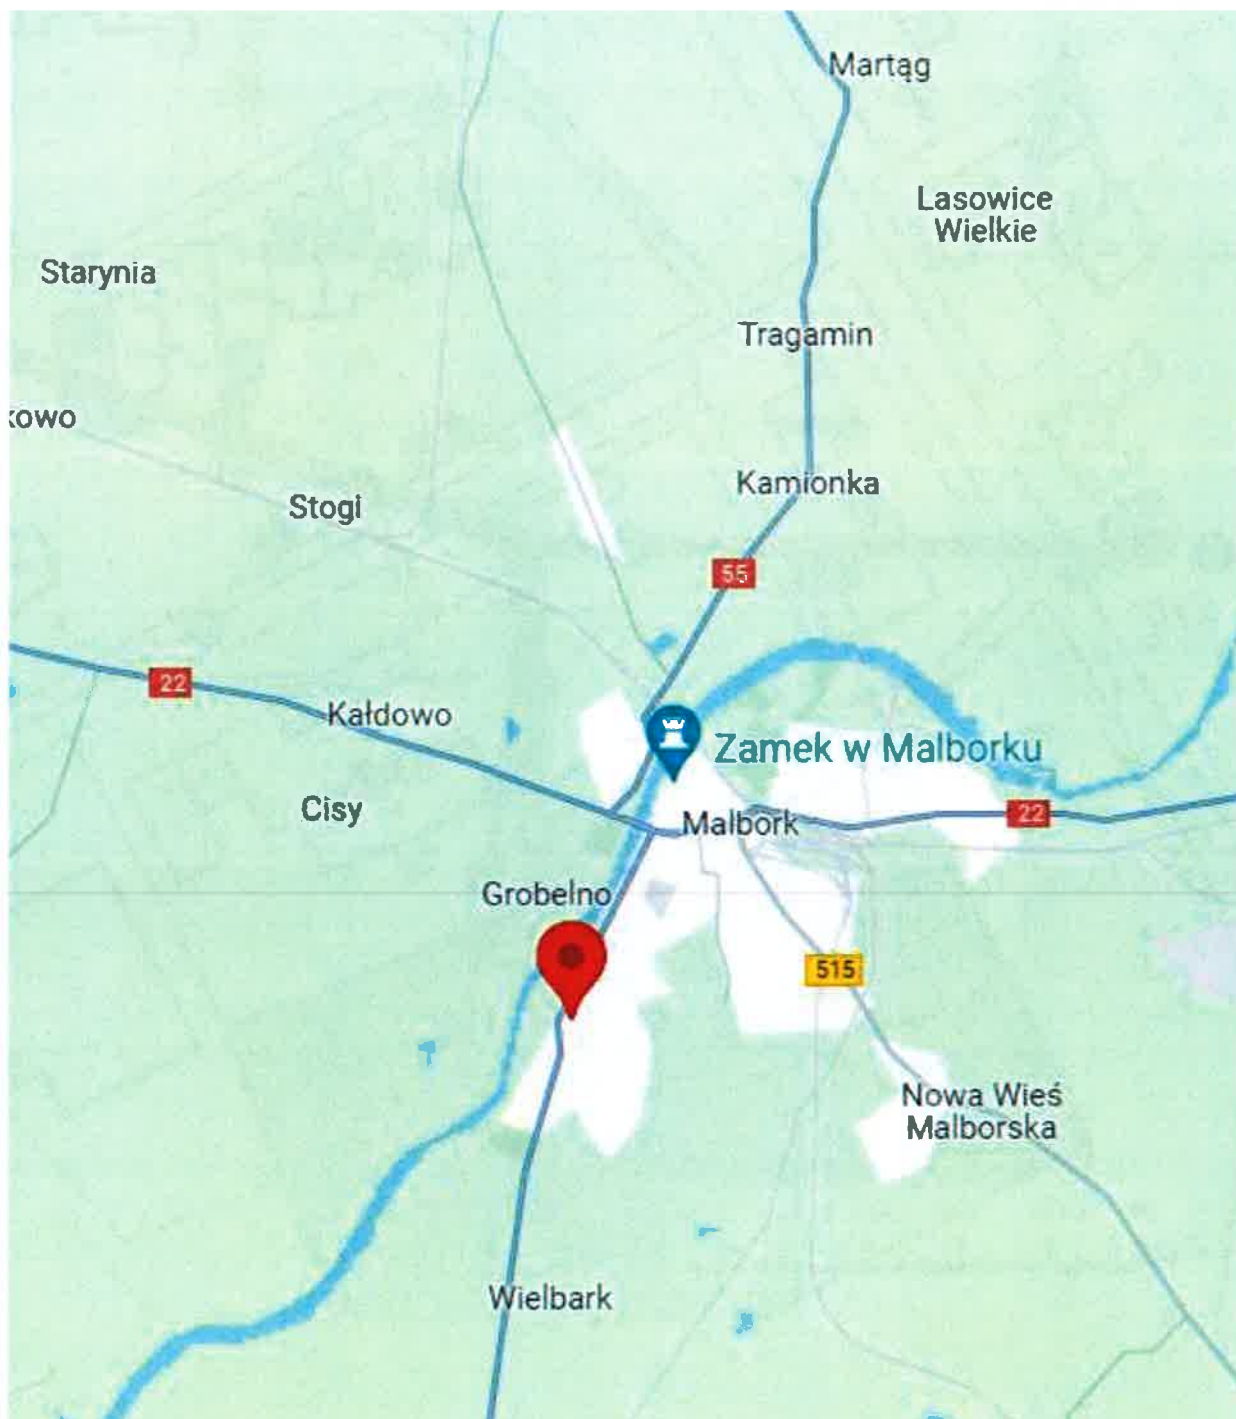 Martąg
Lasowice
Wielkie
Starynia
Tragamin
kowo
Kamionka
Stogi
55
22
Kałdowo
Zamek w Malborku
Cisy
22
Malbork
Grobelno
515
Nowa Wieś
Malborska
Wielbark